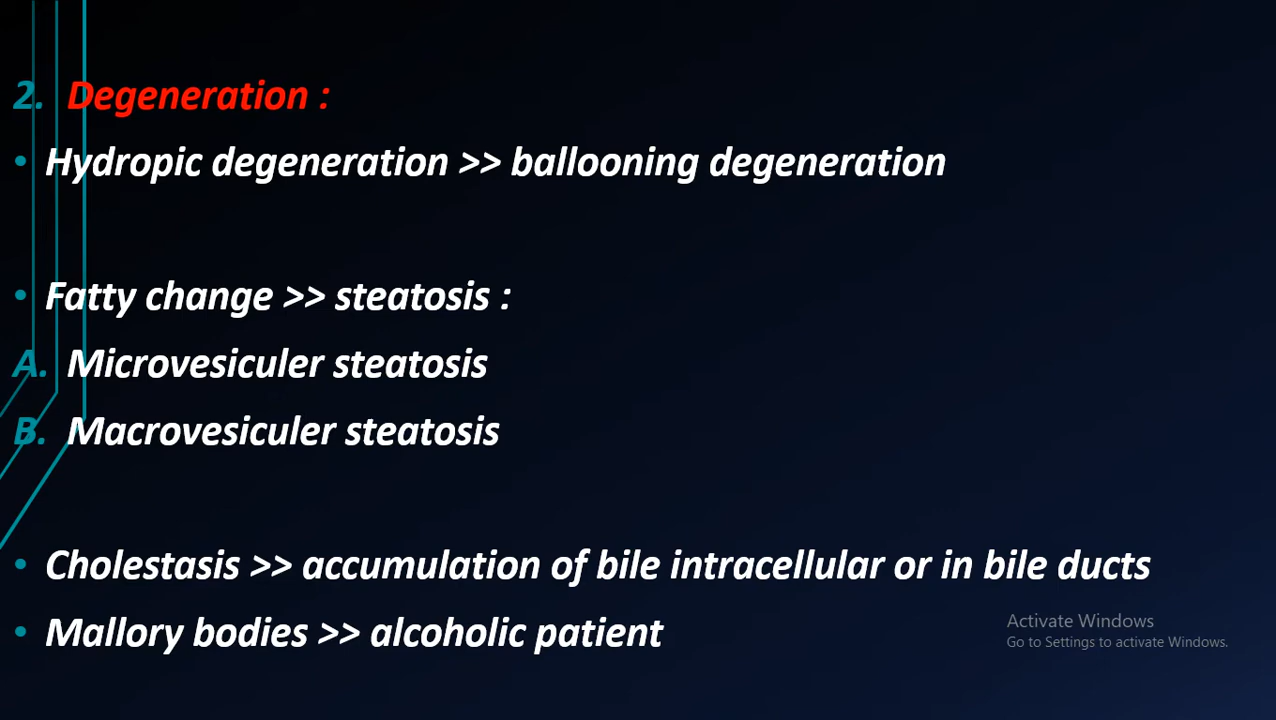 2. Degeneration :
• Hydropic degeneration >> ballooning degeneration
• Fatty change >> steatosis :
A. Microvesiculer steatosis
B. Macrovesiculer steatosis
• Cholestasis >> accumulation of bile intracellular or in bile ducts
• Mallory bodies >> alcoholic patient
Activate Windows
Go to Settings to activate Windows.